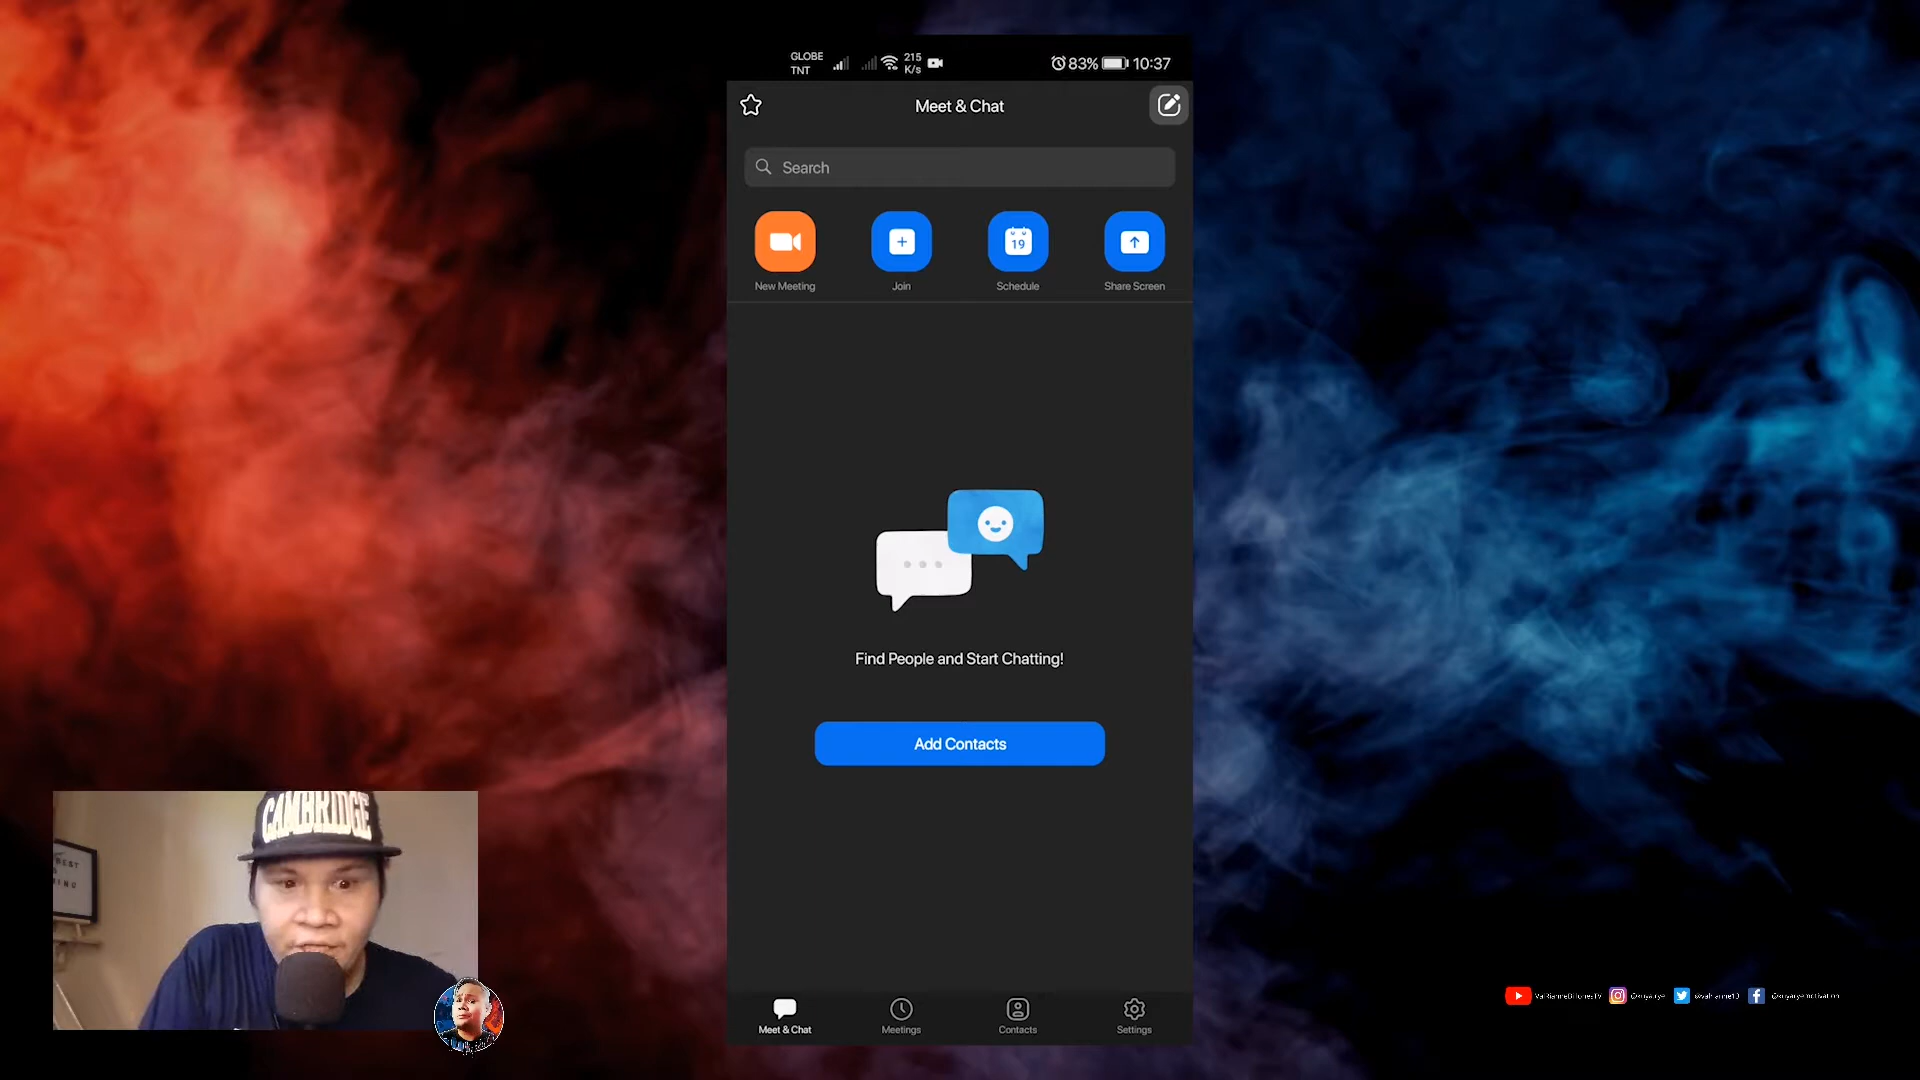 GLOBE
TNT
215
K/s
83%
10:37
Meet & Chat
Search
19
New Meeting
Join
Schedule
Share Screen
Find People and Start Chatting!
Add Contacts
CAMBRIDGE
BEST
Meet & Chat
Meetings
Contacts
Settings